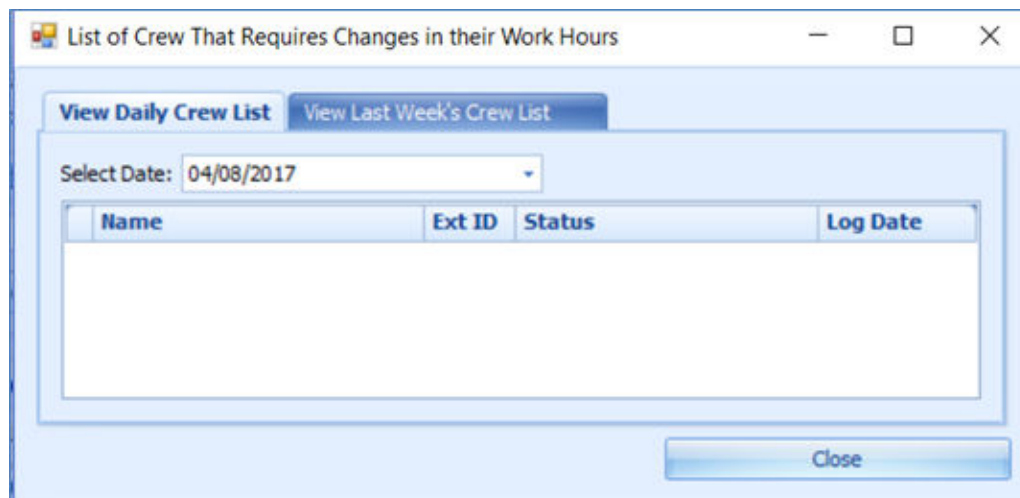 List of Crew That Requires Changes in their Work Hours
View Daily Crew List View Last Week's Crew List
Select Date: 04/08/2017
Name Ext ID Status Log Date
Close